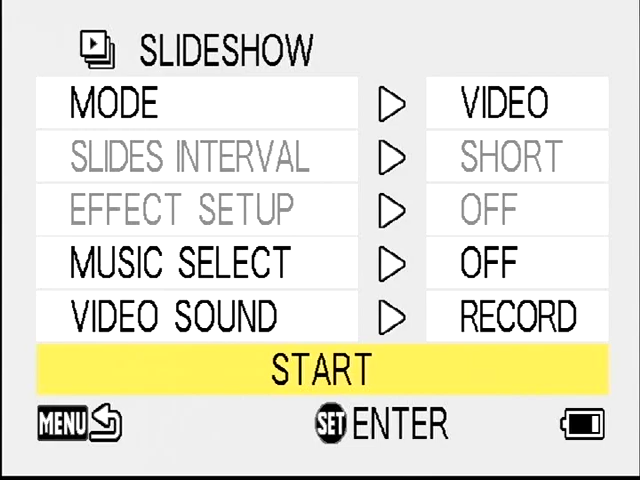 SLIDESHOW
MODE VIDEO
SLIDES INTERVAL SHORT
EFFECT SETUP OFF
MUSIC SELECT OFF
VIDEO SOUND RECORD
START
MENU SET ENTER